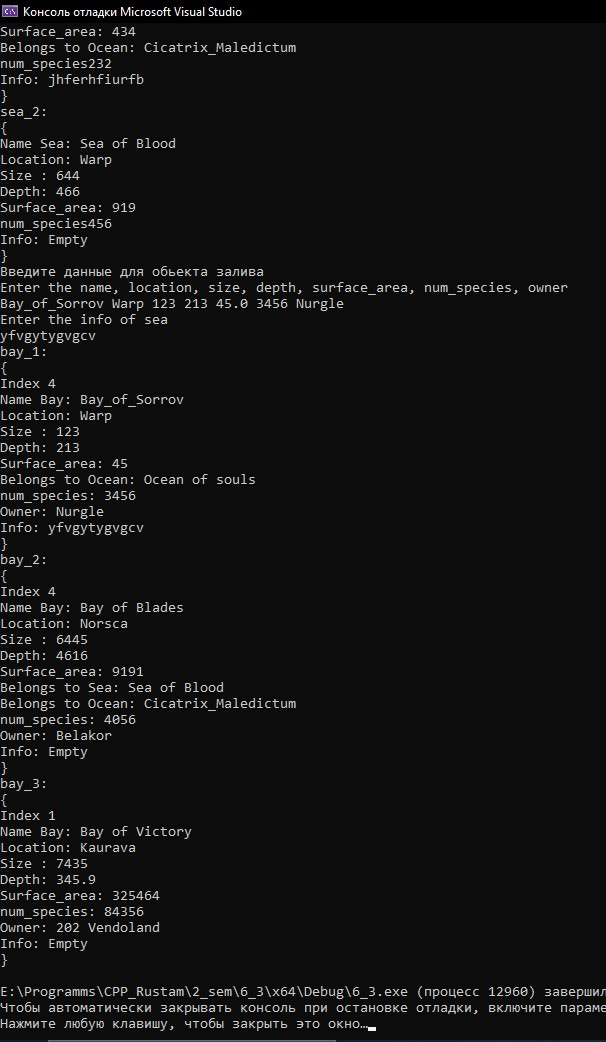 Консоль отладки Microsoft Visual Studio
Surface_area: 434
Belongs to Ocean: Cicatrix_Maledictum
num_species232
Info: jhferhfiurfb
}
sea_2:
{
Name Sea: Sea of Blood
Location: Warp
Size : 644
Depth: 466
Surface_area: 919
num_species456
Info: Empty
}
Введите данные для обьекта залива
Enter the name, location, size, depth, surface_area, num_species, owner
Bay_of_Sorrov Warp 123 213 45.0 3456 Nurgle
Enter the info of sea
yfvgytygvgcv
bay_1:
{
Index 4
Name Bay: Bay_of_Sorrov
Location: Warp
Size : 123
Depth: 213
Surface_area: 45
Belongs to Ocean: Ocean of souls
num_species: 3456
Owner: Nurgle
Info: yfvgytygvgcv
}
bay_2:
{
Index 4
Name Bay: Bay of Blades
Location: Norsca
Size : 6445
Depth: 4616
Surface_area: 9191
Belongs to Sea: Sea of Blood
Belongs to Ocean: Cicatrix_Maledictum
num_species: 4056
Owner: Belakor
Info: Empty
}
bay_3:
{
Index 1
Name Bay: Bay of Victory
Location: Kaurava
Size : 7435
Depth: 345.9
Surface_area: 325464
num_species: 84356
Owner: 202 Vendoland
Info: Empty
}
E:\Programms\CPP_Rustam\2_sem\6_3\x64\Debug\6_3.exe (процесс 12960) завершил
Чтобы автоматически закрывать консоль при остановке отладки, включите параме
Нажмите любую клавишу, чтобы закрыть это окно…